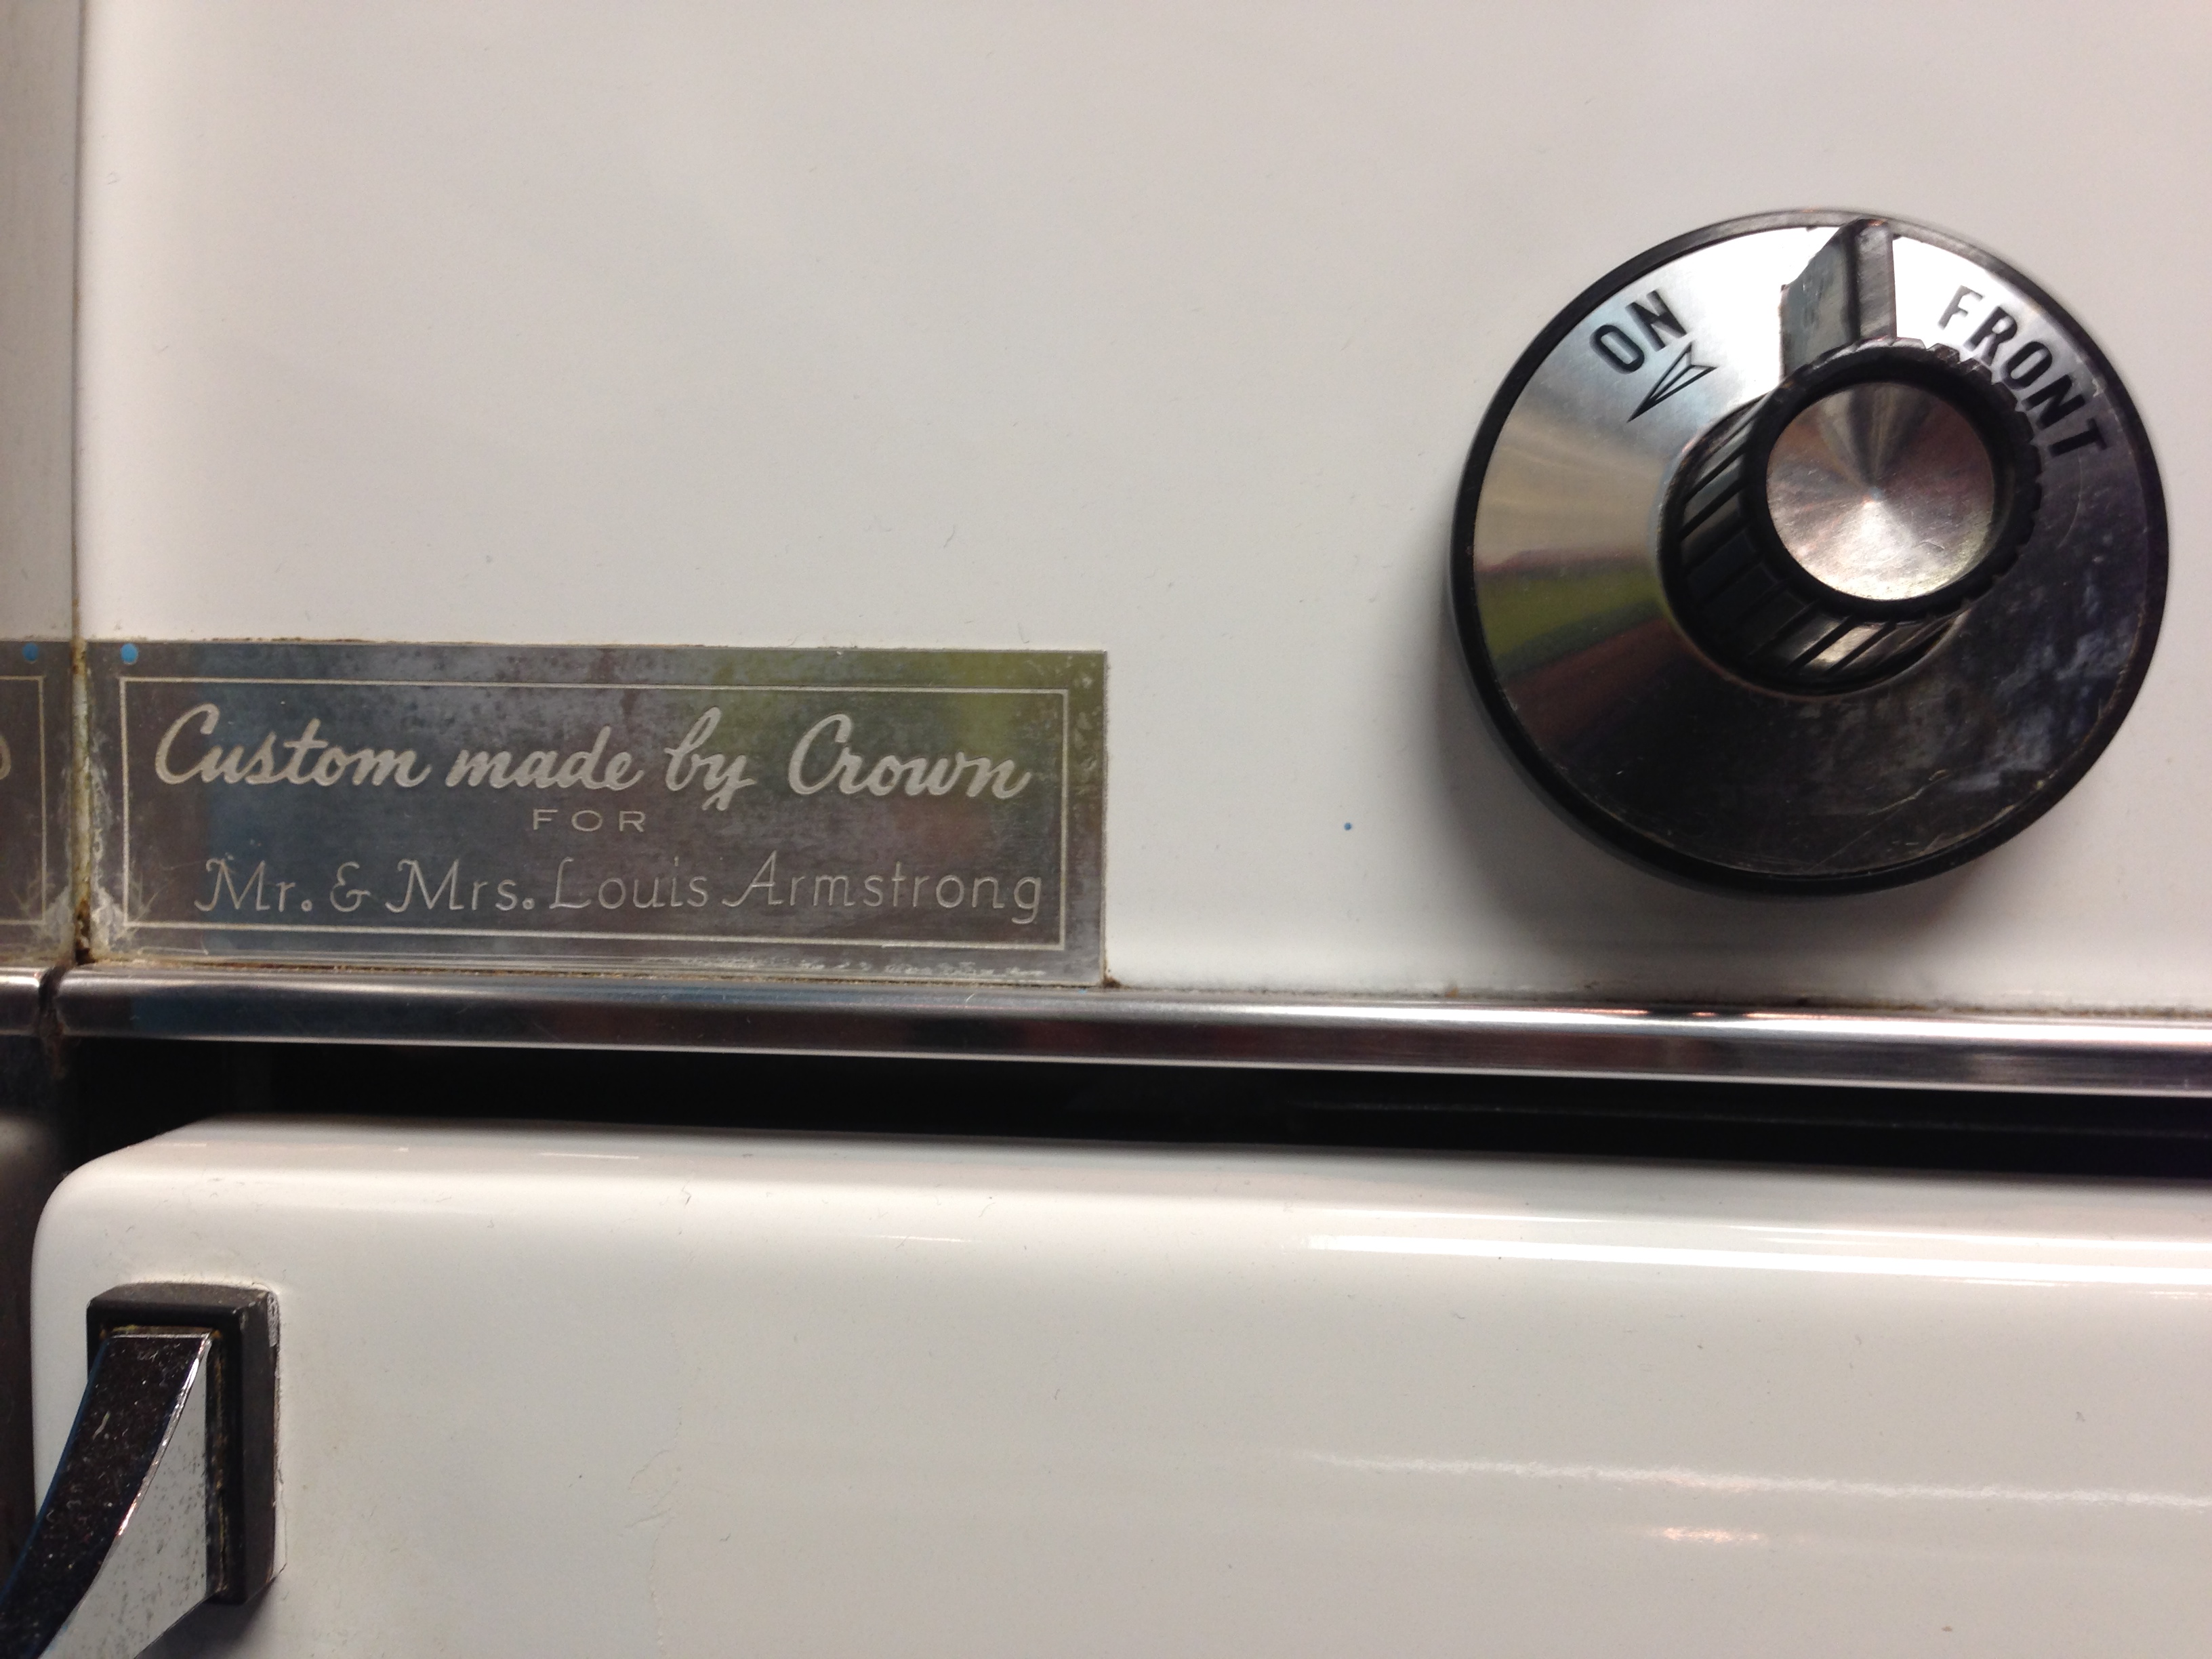 ON
FRONT
Custom made by Crown
FOR
Mr. & Mrs. Louis Armstrong